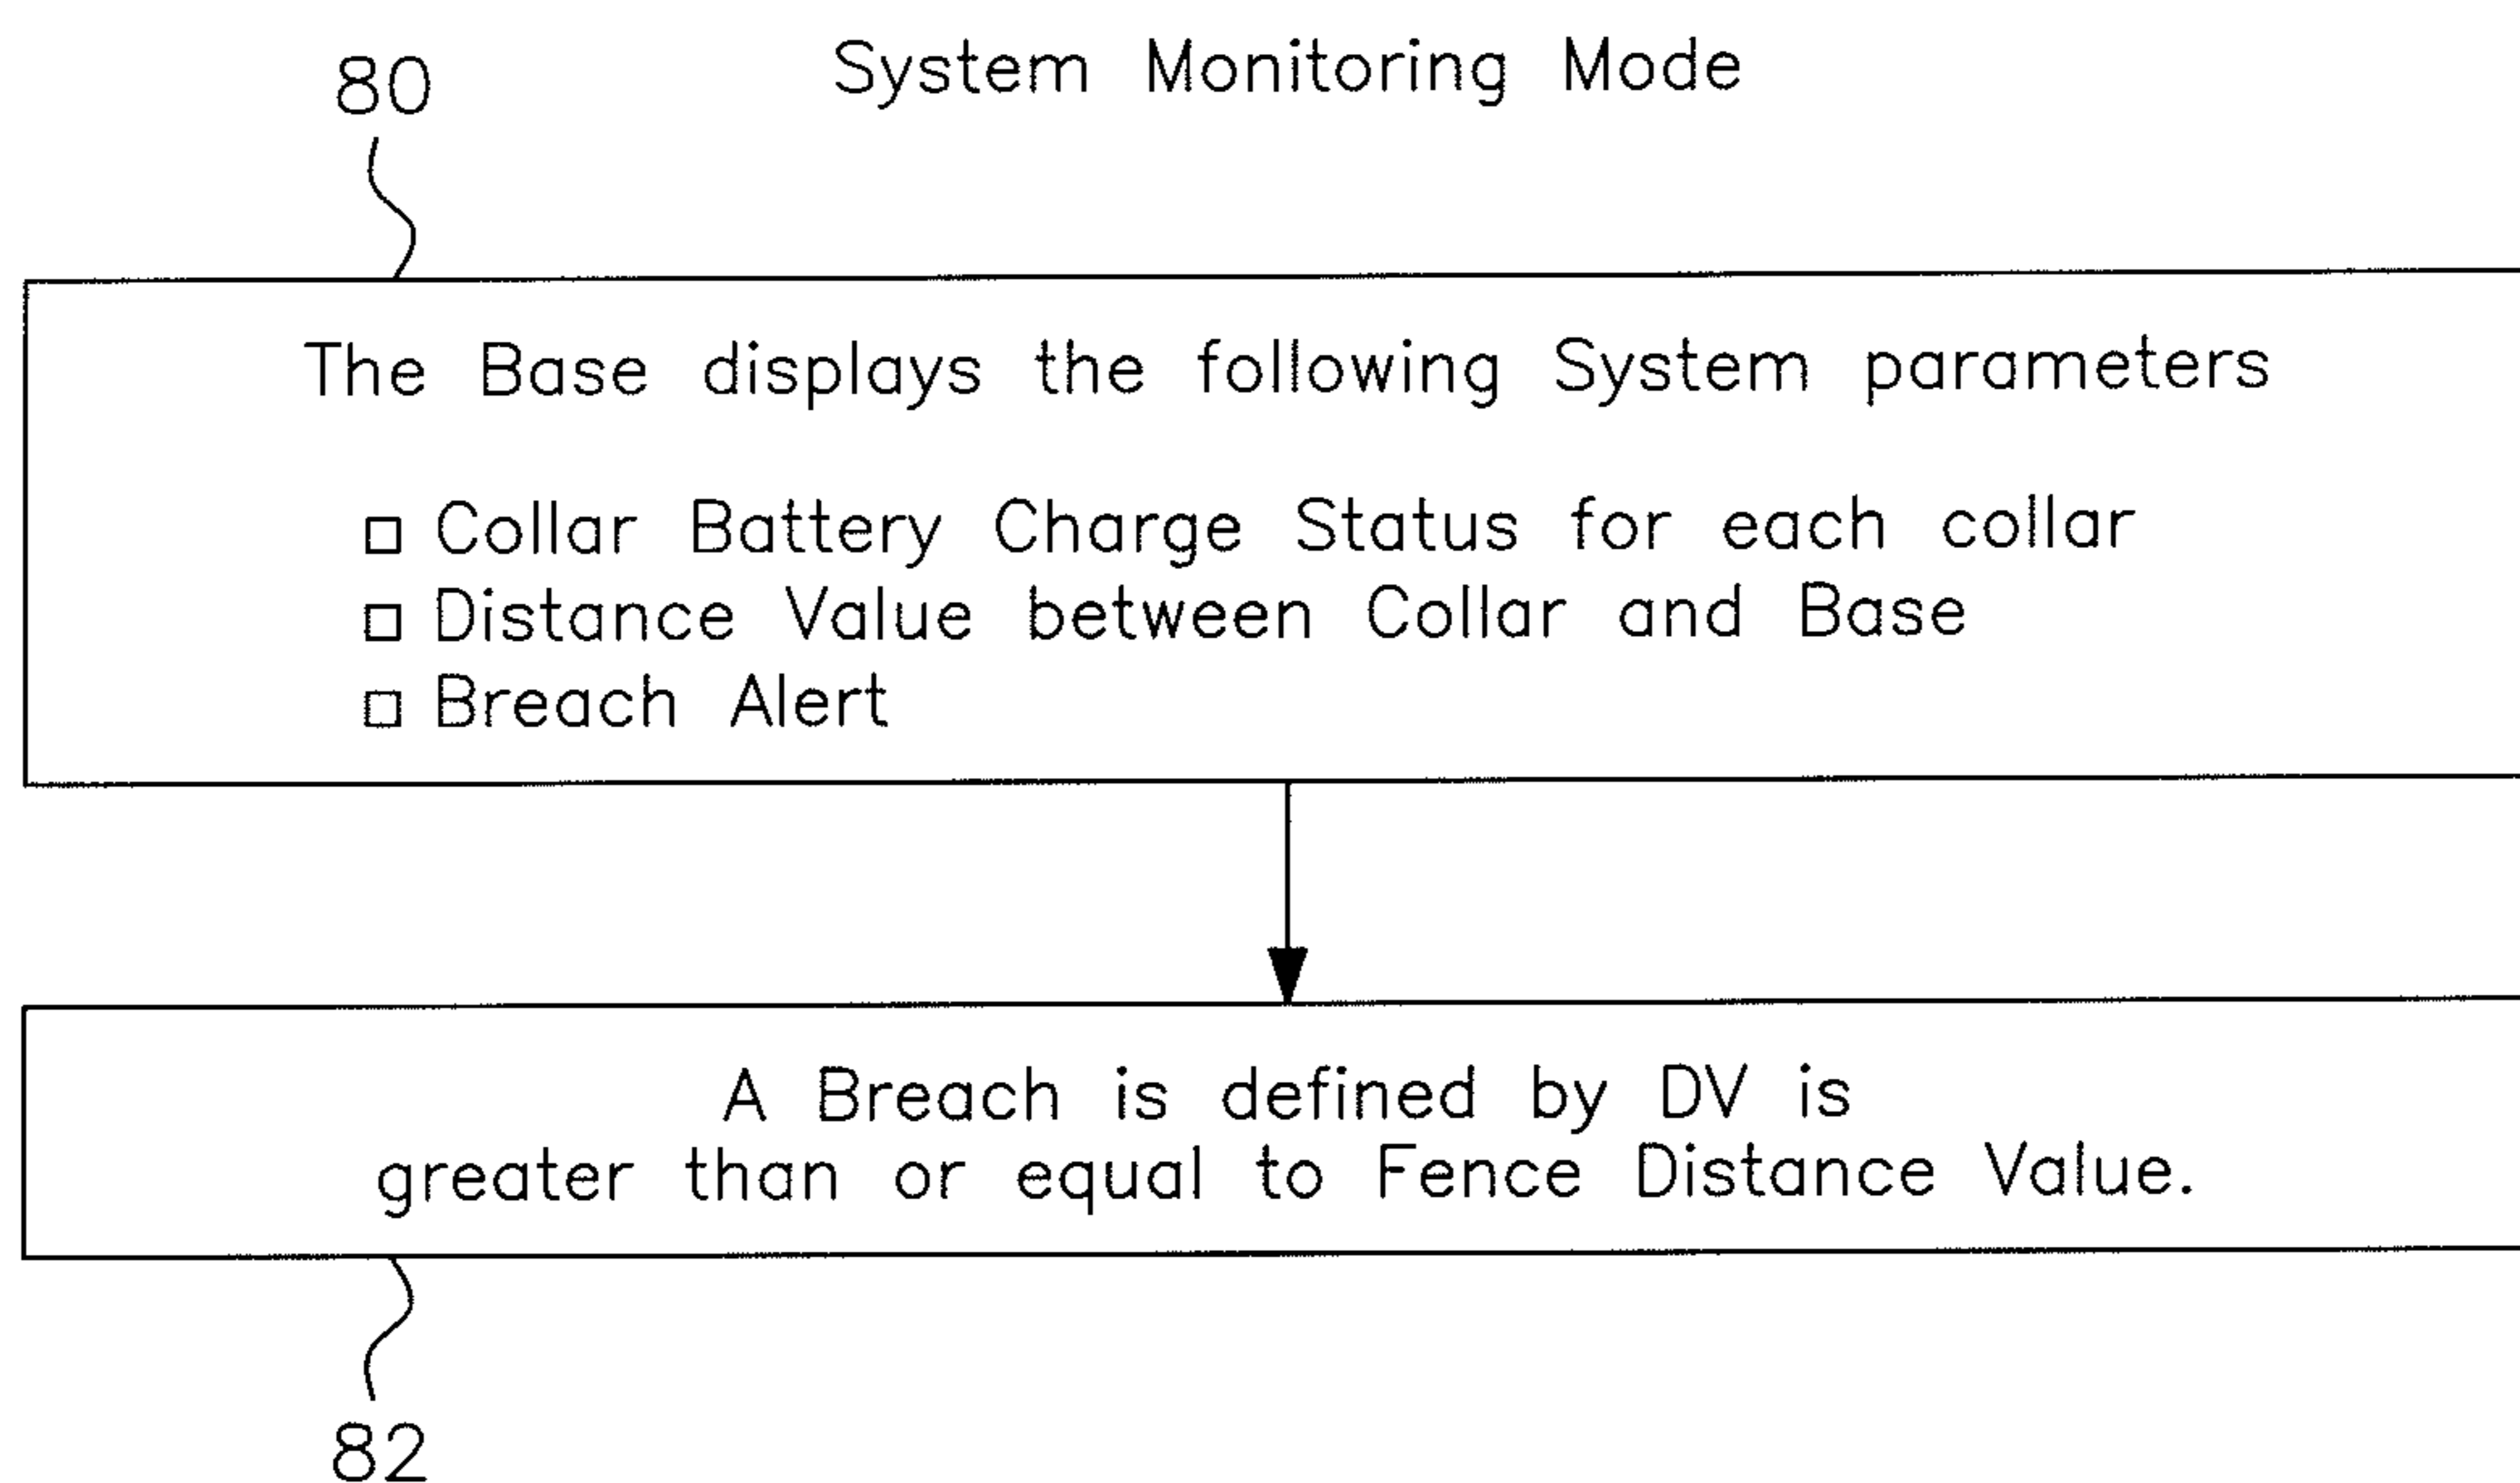 80
System Monitoring Mode
The Base displays the following System parameters
□ Collar Battery Charge Status for each collar
□ Distance Value between Collar and Base
□ Breach Alert
A Breach is defined by DV is
greater than or equal to Fence Distance Value.
82